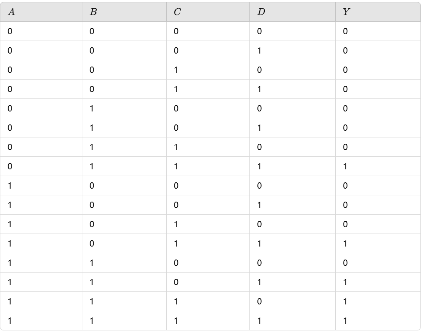 A B C D Y
0 0 0 0 0
0 0 0 1 0
0 0 1 0 0
0 0 1 1 0
0 1 0 0 0
0 1 0 1 0
0 1 1 0 0
0 1 1 1 1
1 0 0 0 0
1 0 0 1 0
1 0 1 0 0
1 0 1 1 1
1 1 0 0 0
1 1 0 1 1
1 1 1 0 1
1 1 1 1 1